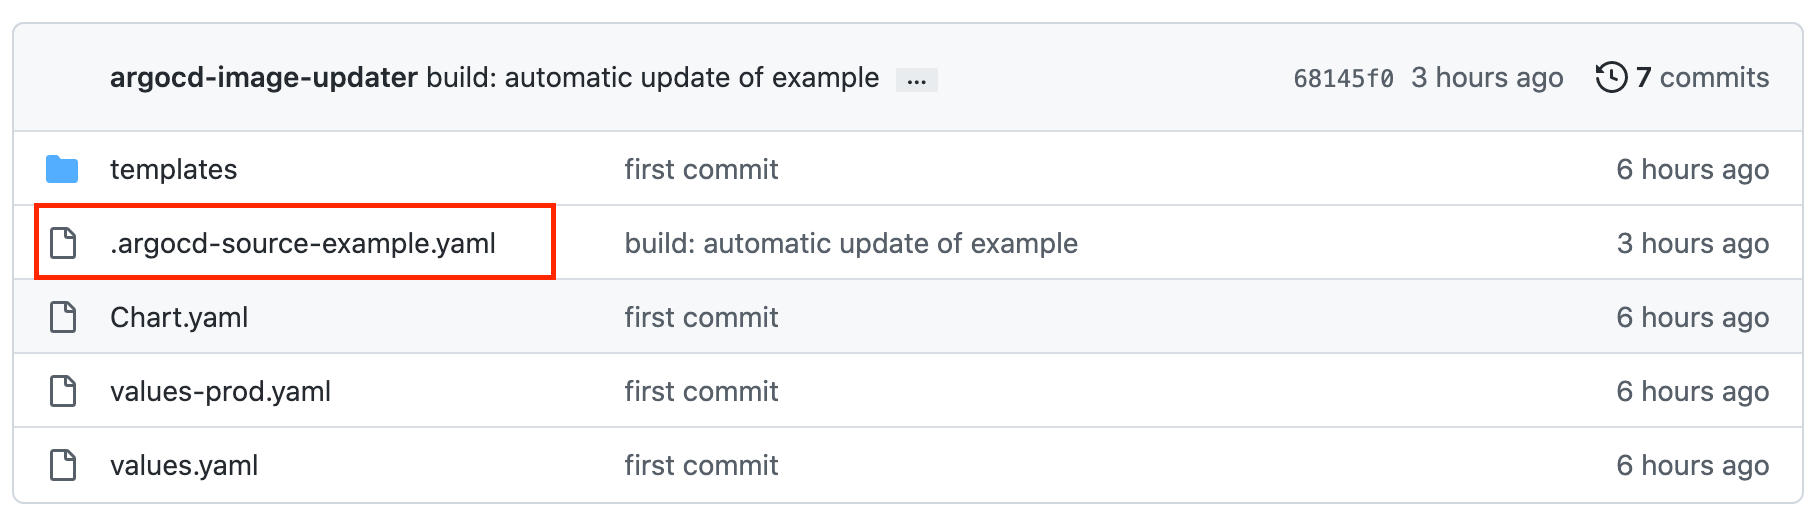 argocd-image-updater build: automatic update of example ... 68145f0 3 hours ago 7 commits
templates first commit 6 hours ago
.argocd-source-example.yaml build: automatic update of example 3 hours ago
Chart.yaml first commit 6 hours ago
values-prod.yaml first commit 6 hours ago
values.yaml first commit 6 hours ago